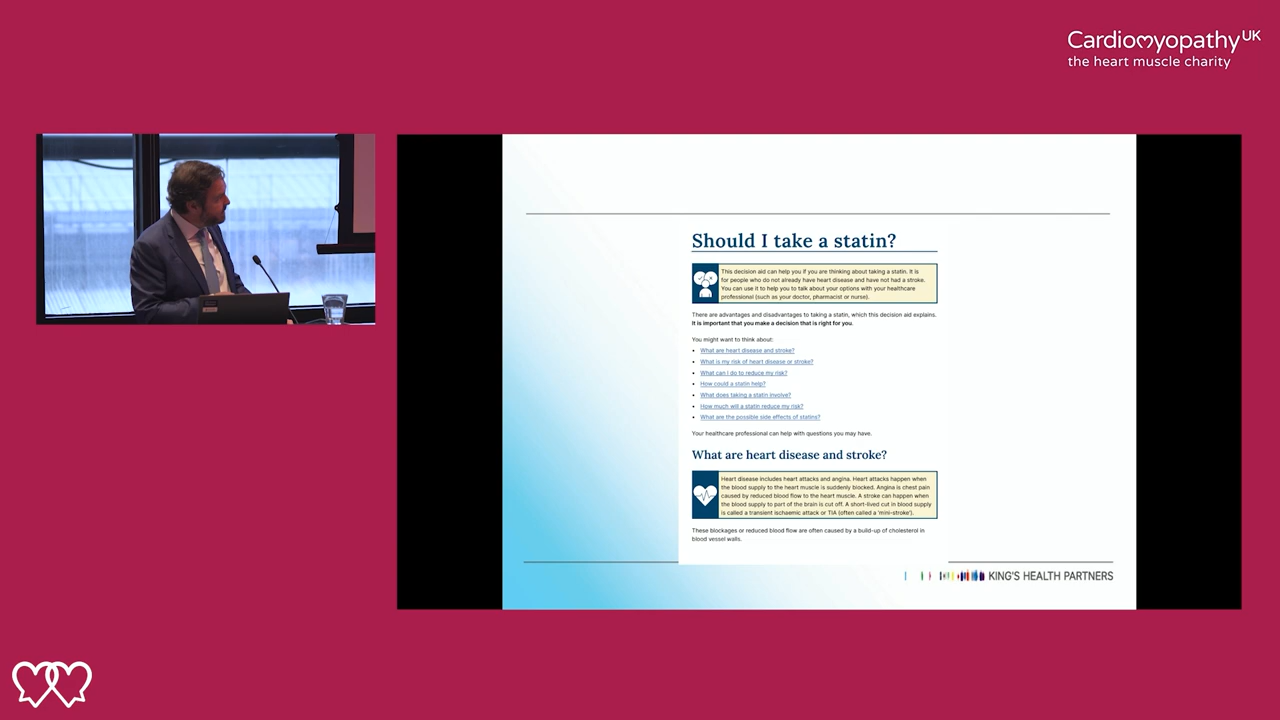 Cardiomyopathy UK
the heart muscle charity
Should I take a statin?
This decision aid can help you if you are thinking about taking a statin. It is
for people who do not already have heart disease and have not had a stroke.
You can use it to help you to talk about your options with your healthcare
professional (such as your doctor, pharmacist or nurse).
There are advantages and disadvantages to taking a statin, which this decision aid explains.
It is important that you make a decision that is right for you.
You might want to think about:
• What are heart disease and stroke?
• What is my risk of heart disease or stroke?
• What can I do to reduce my risk?
• How could a statin help?
• What does taking a statin involve?
• How much will a statin reduce my risk?
• What are the possible side effects of statins?
Your healthcare professional can help with questions you may have.
What are heart disease and stroke?
Heart disease includes heart attacks and angina. Heart attacks happen when
the blood supply to the heart muscle is suddenly blocked. Angina is chest pain
caused by reduced blood flow to the heart muscle. A stroke can happen when
the blood supply to part of the brain is cut off. A short-lived cut in blood supply
is called a transient ischaemic attack or TIA (often called a 'mini-stroke').
These blockages or reduced blood flow are often caused by a build-up of cholesterol in
blood vessel walls.
KING'S HEALTH PARTNERS